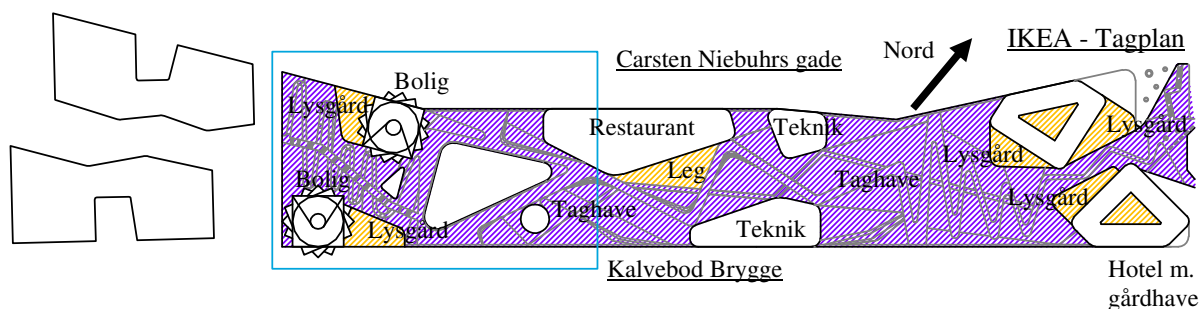 IKEA - Tagplan
Nord
Carsten Niebuhrs gade
Bolig
Lysgård
Restaurant
Teknik
Lysgård
Lysgård
Leg
Taghave
Bolig
Lysgård
Taghave
Lysgård
Teknik
Kalvebod Brygge
Hotel m.
gårdhave